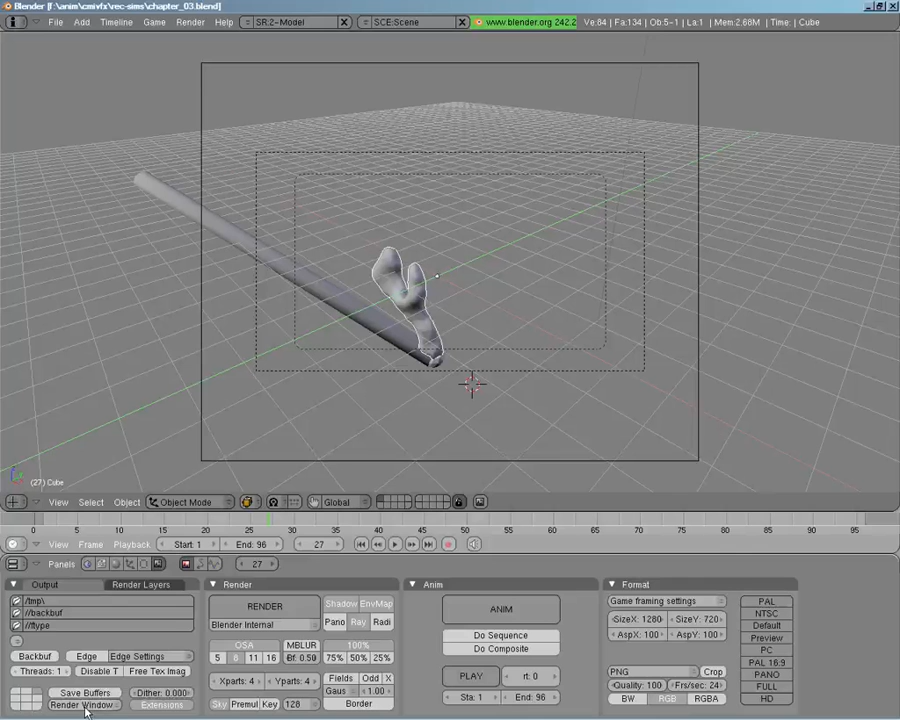 Blender [f:\anim\cmivfx\rec-sims\chapter_03.blend]
File Add Timeline Game Render Help SR:2-Model SCE:Scene www.blender.org 242.2 Ve:84 | Fa:134 | Ob:5-1 | La:0 | Mem:2.68M | Time: | Cube
(27) Cube
View Select Object Object Mode Global
0 5 10 15 20 25 30 35 40 45 50 55 60 65 70 75 80 85 90 95
View Frame Playback Start: 1 End: 96 27
Panels 27
Output Render Layers Render Anim Format
/tmp\
//backbuf
//ftype
Backbuf Edge Edge Settings
Threads: 1 Disable T Free Tex Imag
Save Buffers Dither: 0.000
Render Window Extensions
RENDER
Blender Internal
Shadow EnvMap
Pano Ray Radi
OSA MBLUR 100%
5 8 11 16 Bf: 0.50 75% 50% 25%
Xparts: 4 Yparts: 4 Fields Odd X
Gaus 1.00
Sky Premul Key 128 Border
ANIM
Do Sequence
Do Composite
PLAY rt: 0
Sta: 1 End: 96
Game framing settings
SizeX: 1280 SizeY: 720
AspX: 100 AspY: 100
PNG Crop
Quality: 100 Frs/sec: 24
BW RGB RGBA
PAL
NTSC
Default
Preview
PC
PAL 16:9
PANO
FULL
HD